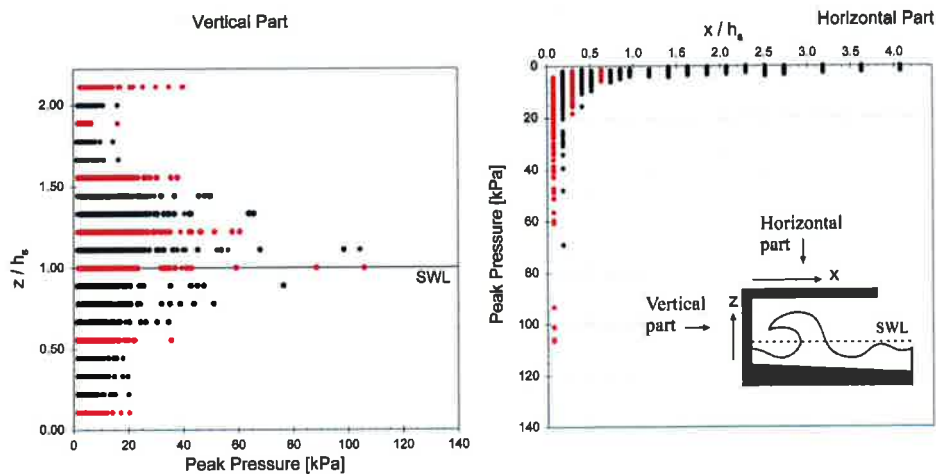 Vertical Part
z / hs
2.00
1.50
1.00
0.50
0.00
SWL
0 20 40 60 80 100 120 140
Peak Pressure [kPa]
Horizontal Part
x / hs
0.0 0.5 1.0 1.5 2.0 2.5 3.0 3.5 4.0
Peak Pressure [kPa]
0
20
40
60
80
100
120
140
Horizontal
part
x
Vertical
part
z
SWL